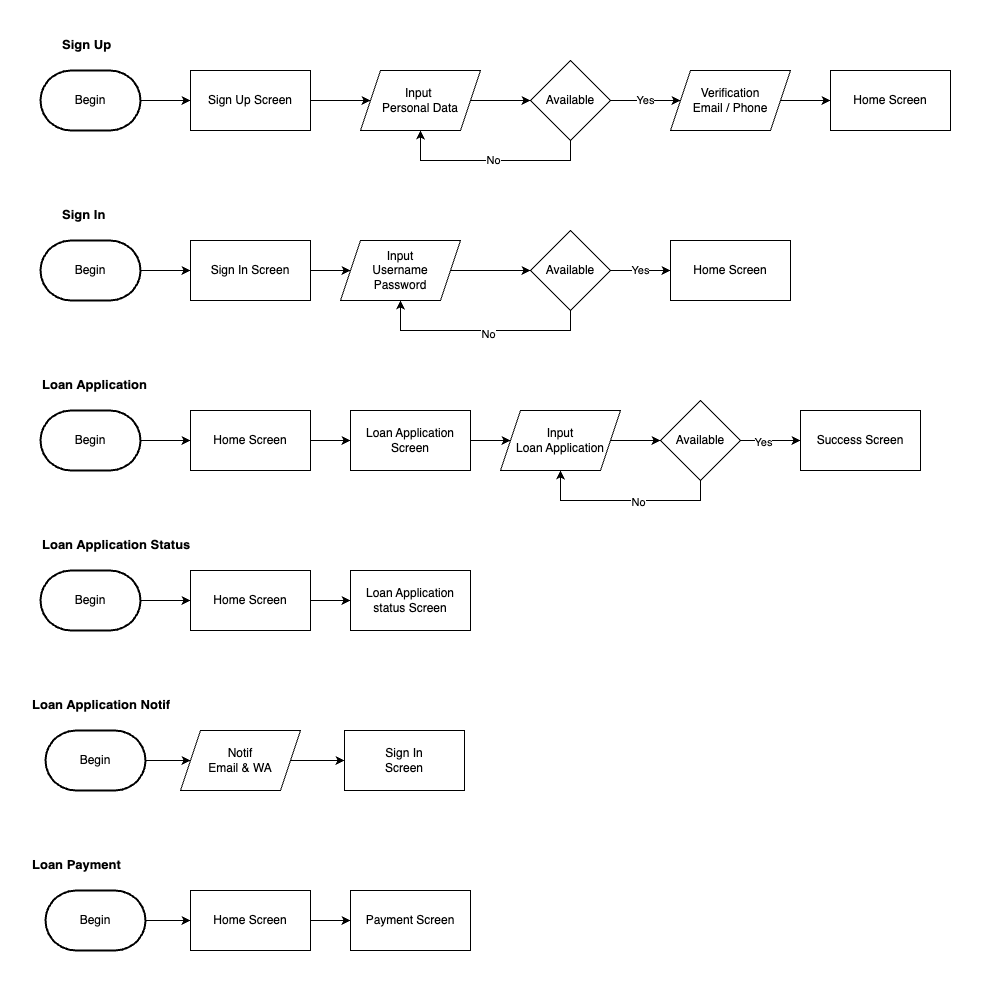 Sign Up
Begin
Sign Up Screen
Input
Personal Data
Available
Yes
Verification
Email / Phone
Home Screen
No
Sign In
Begin
Sign In Screen
Input
Username
Password
Available
Yes
Home Screen
No
Loan Application
Begin
Home Screen
Loan Application
Screen
Input
Loan Application
Available
Yes
Success Screen
No
Loan Application Status
Begin
Home Screen
Loan Application
status Screen
Loan Application Notif
Begin
Notif
Email & WA
Sign In
Screen
Loan Payment
Begin
Home Screen
Payment Screen